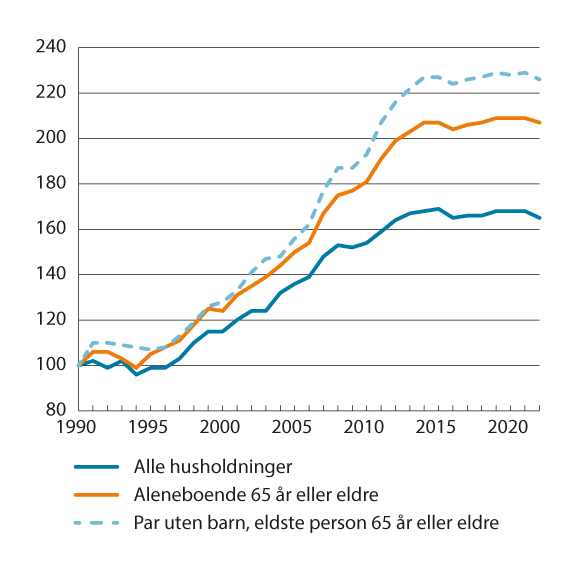 240
220
200
180
160
140
120
100
80
1990 1995 2000 2005 2010 2015 2020
Alle husholdninger
Aleneboende 65 år eller eldre
Par uten barn, eldste person 65 år eller eldre